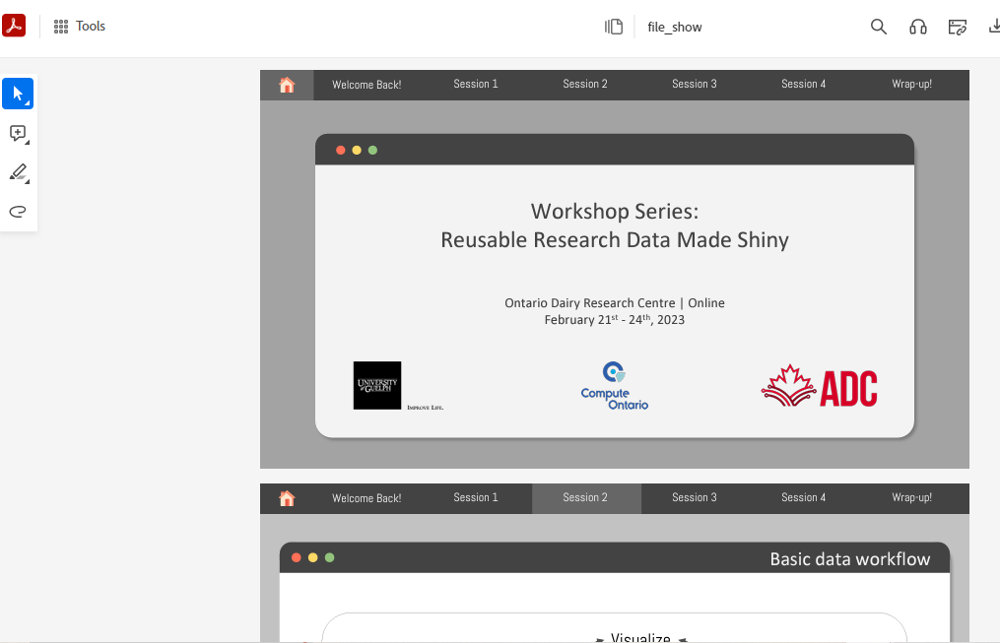 Tools
file_show
Welcome Back! Session 1 Session 2 Session 3 Session 4 Wrap-up!
Workshop Series:
Reusable Research Data Made Shiny
Ontario Dairy Research Centre | Online
February 21st - 24th, 2023
UNIVERSITY
of GUELPH
IMPROVE LIFE.
Compute
Ontario
ADC
Welcome Back! Session 1 Session 2 Session 3 Session 4 Wrap-up!
Basic data workflow
Visualize